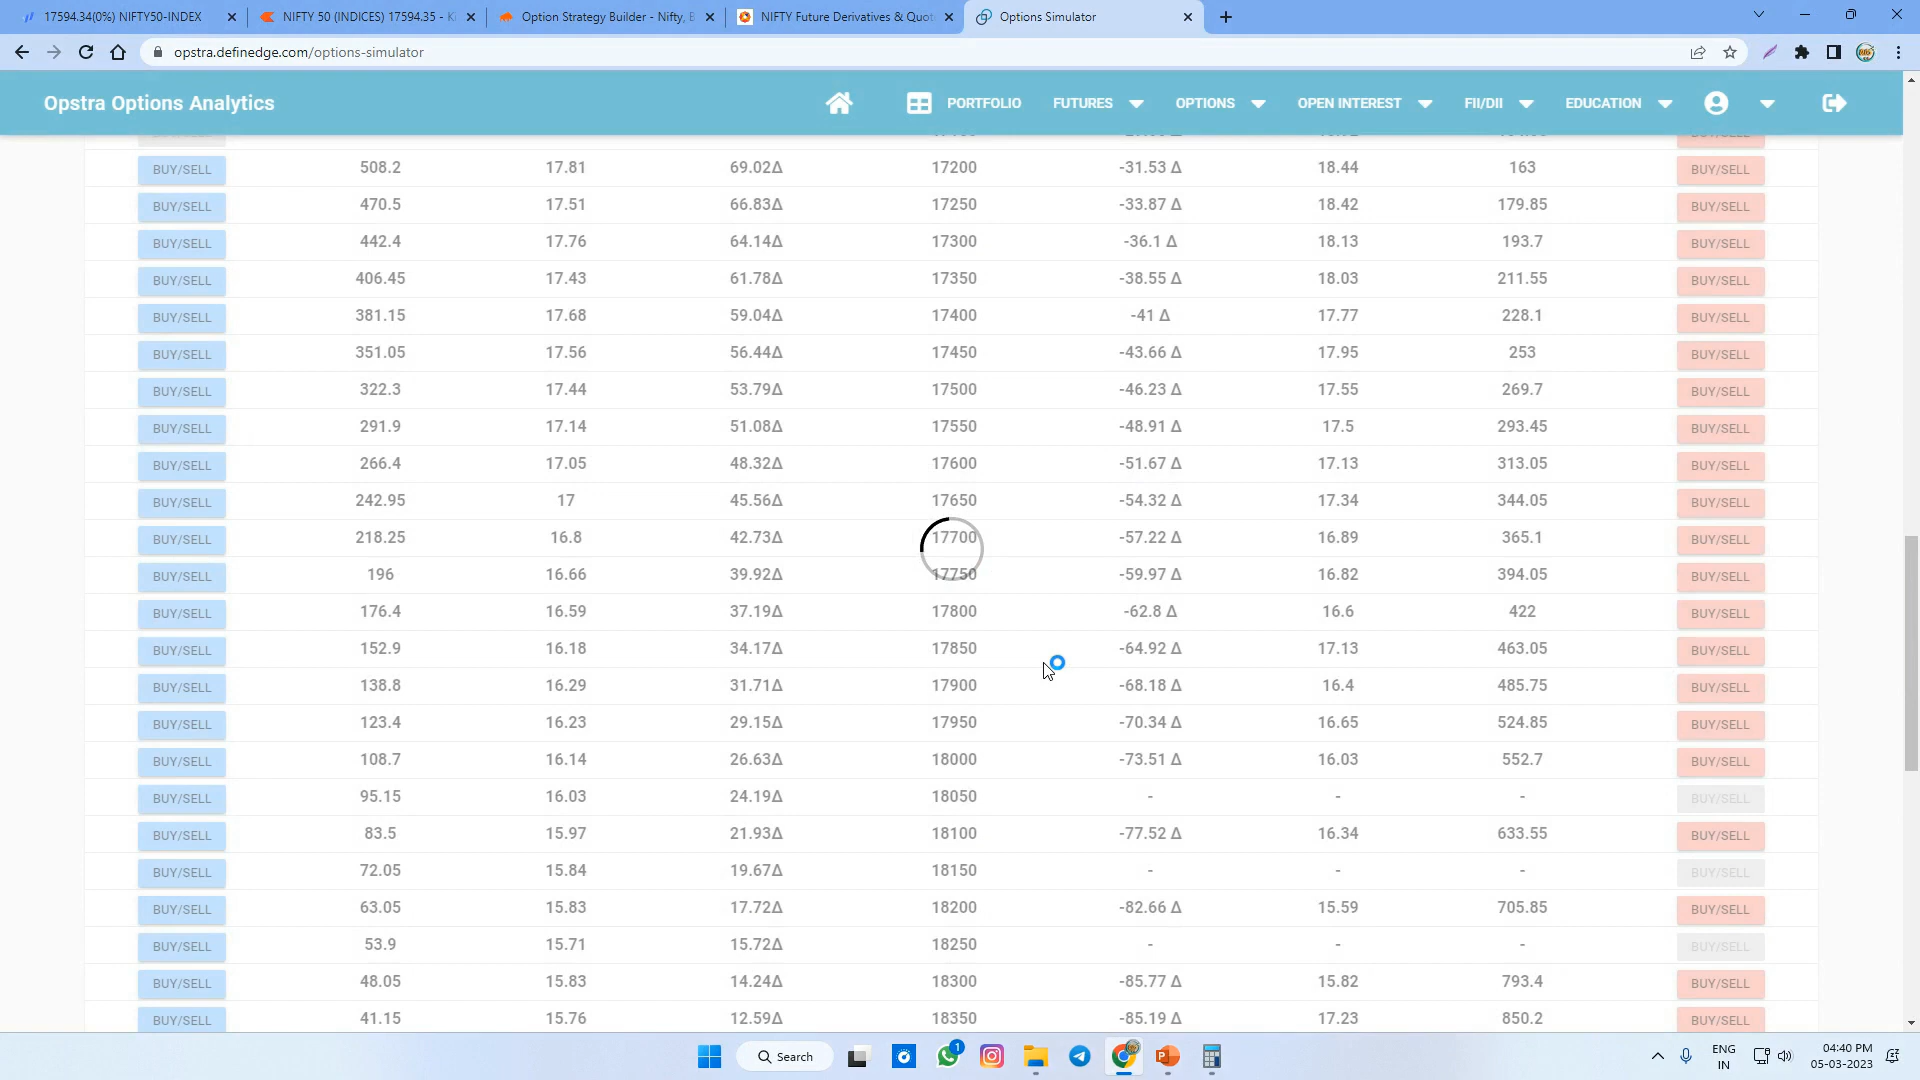 17594.34(0%) NIFTY50-INDEX
NIFTY 50 (INDICES) 17594.35 - Ki
Option Strategy Builder - Nifty, B
NIFTY Future Derivatives & Quot
Options Simulator
opstra.definedge.com/options-simulator
Opstra Options Analytics
PORTFOLIO
FUTURES
OPTIONS
OPEN INTEREST
FII/DII
EDUCATION
BUY/SELL 508.2 17.81 69.02Δ 17200 -31.53 Δ 18.44 163 BUY/SELL
BUY/SELL 470.5 17.51 66.83Δ 17250 -33.87 Δ 18.42 179.85 BUY/SELL
BUY/SELL 442.4 17.76 64.14Δ 17300 -36.1 Δ 18.13 193.7 BUY/SELL
BUY/SELL 406.45 17.43 61.78Δ 17350 -38.55 Δ 18.03 211.55 BUY/SELL
BUY/SELL 381.15 17.68 59.04Δ 17400 -41 Δ 17.77 228.1 BUY/SELL
BUY/SELL 351.05 17.56 56.44Δ 17450 -43.66 Δ 17.95 253 BUY/SELL
BUY/SELL 322.3 17.44 53.79Δ 17500 -46.23 Δ 17.55 269.7 BUY/SELL
BUY/SELL 291.9 17.14 51.08Δ 17550 -48.91 Δ 17.5 293.45 BUY/SELL
BUY/SELL 266.4 17.05 48.32Δ 17600 -51.67 Δ 17.13 313.05 BUY/SELL
BUY/SELL 242.95 17 45.56Δ 17650 -54.32 Δ 17.34 344.05 BUY/SELL
BUY/SELL 218.25 16.8 42.73Δ 17700 -57.22 Δ 16.89 365.1 BUY/SELL
BUY/SELL 196 16.66 39.92Δ 17750 -59.97 Δ 16.82 394.05 BUY/SELL
BUY/SELL 176.4 16.59 37.19Δ 17800 -62.8 Δ 16.6 422 BUY/SELL
BUY/SELL 152.9 16.18 34.17Δ 17850 -64.92 Δ 17.13 463.05 BUY/SELL
BUY/SELL 138.8 16.29 31.71Δ 17900 -68.18 Δ 16.4 485.75 BUY/SELL
BUY/SELL 123.4 16.23 29.15Δ 17950 -70.34 Δ 16.65 524.85 BUY/SELL
BUY/SELL 108.7 16.14 26.63Δ 18000 -73.51 Δ 16.03 552.7 BUY/SELL
BUY/SELL 95.15 16.03 24.19Δ 18050 - - - BUY/SELL
BUY/SELL 83.5 15.97 21.93Δ 18100 -77.52 Δ 16.34 633.55 BUY/SELL
BUY/SELL 72.05 15.84 19.67Δ 18150 - - - BUY/SELL
BUY/SELL 63.05 15.83 17.72Δ 18200 -82.66 Δ 15.59 705.85 BUY/SELL
BUY/SELL 53.9 15.71 15.72Δ 18250 - - - BUY/SELL
BUY/SELL 48.05 15.83 14.24Δ 18300 -85.77 Δ 15.82 793.4 BUY/SELL
BUY/SELL 41.15 15.76 12.59Δ 18350 -85.19 Δ 17.23 850.2 BUY/SELL
Search
1
ENG
IN
04:40 PM
05-03-2023